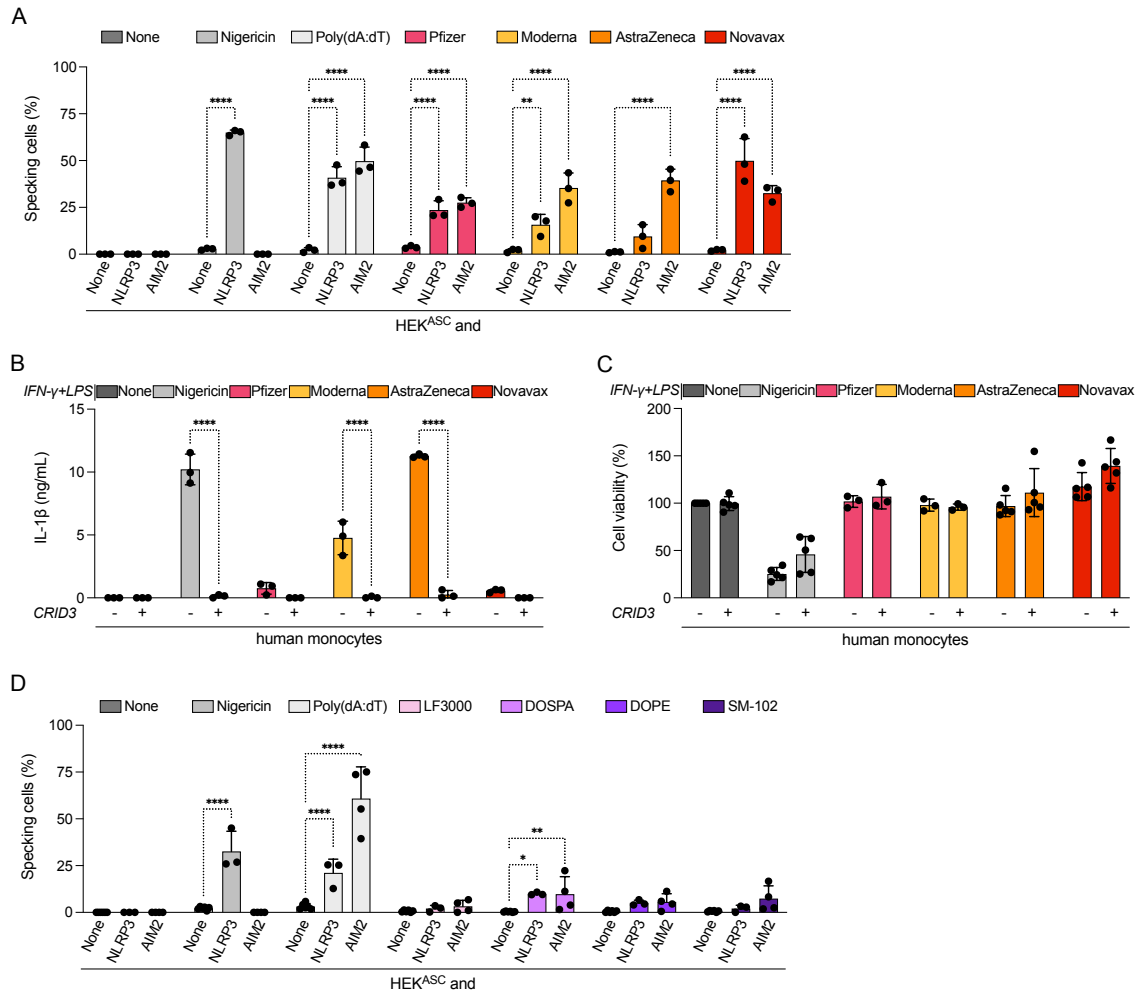 A
None Nigericin Poly(dA:dT) Pfizer Moderna AstraZeneca Novavax
100
75
50
25
0
Specking cells (%)
**** **** **** **** **** ** **** **** **** ****
None NLRP3 AIM2 None NLRP3 AIM2 None NLRP3 AIM2 None NLRP3 AIM2 None NLRP3 AIM2 None NLRP3 AIM2 None NLRP3 AIM2
HEKᴬˢᶜ and
B
IFN-γ+LPS None Nigericin Pfizer Moderna AstraZeneca Novavax
15
10
5
0
IL-1β (ng/mL)
**** **** ****
CRID3 - + - + - + - + - + - +
human monocytes
C
IFN-γ+LPS None Nigericin Pfizer Moderna AstraZeneca Novavax
200
150
100
50
0
Cell viability (%)
CRID3 - + - + - + - + - + - +
human monocytes
D
None Nigericin Poly(dA:dT) LF3000 DOSPA DOPE SM-102
100
75
50
25
0
Specking cells (%)
**** **** **** * **
None NLRP3 AIM2 None NLRP3 AIM2 None NLRP3 AIM2 None NLRP3 AIM2 None NLRP3 AIM2 None NLRP3 AIM2 None NLRP3 AIM2
HEKᴬˢᶜ and